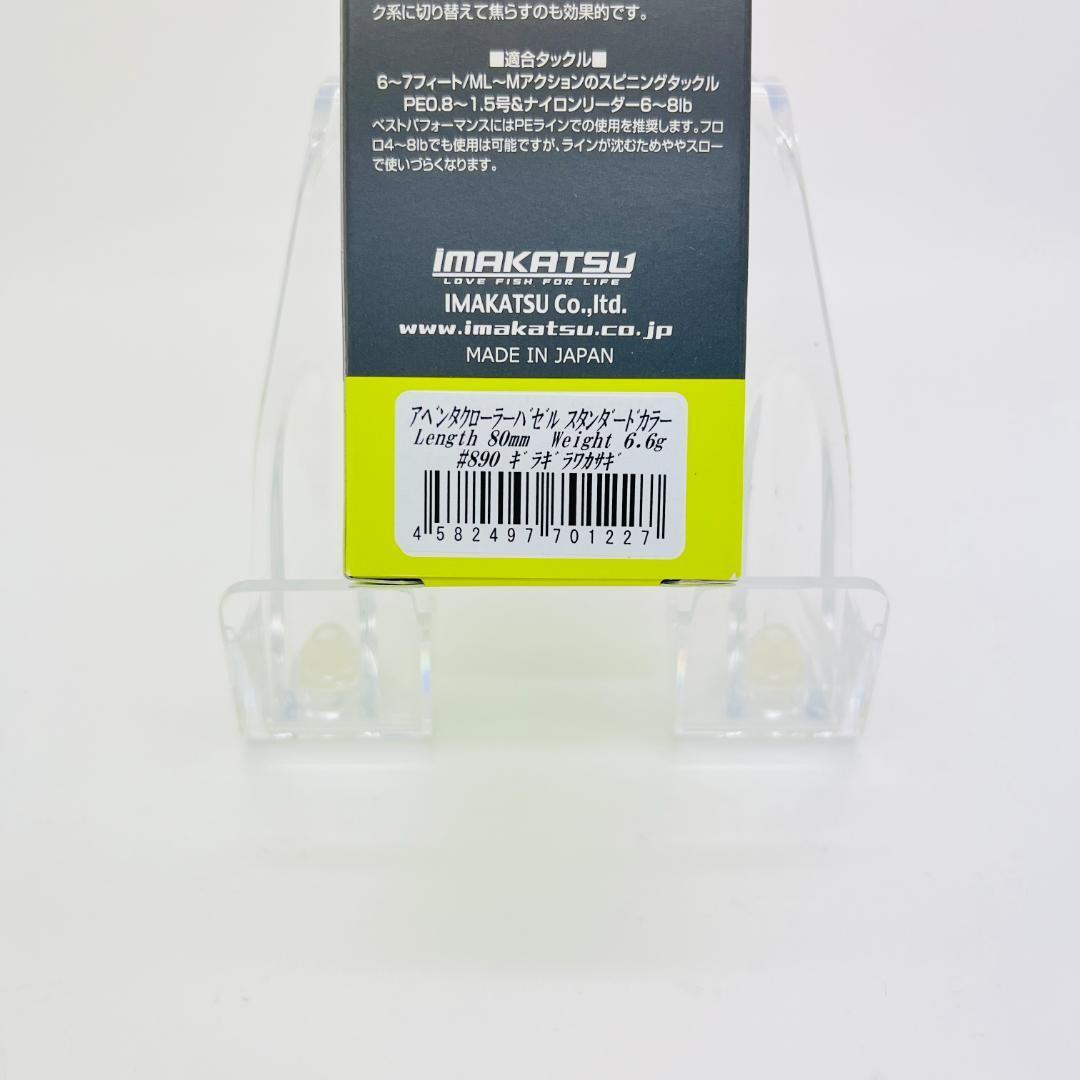 ク系に切り替えて焦らすのも効果的です。
■適合タックル■
6〜7フィート/ML〜Mアクションのスピニングタックル
PE0.8〜1.5号&ナイロンリーダー6〜8lb
ベストパフォーマンスにはPEラインでの使用を推奨します。フロ
ロ4〜8lbでも使用は可能ですが、ラインが沈むためややスロー
で使いづらくなります。
IMAKATSU
LOVE FISH FOR LIFE
IMAKATSU Co.,ltd.
www.imakatsu.co.jp
MADE IN JAPAN
ｱﾍﾞﾝﾀｸﾛｰﾗｰﾊﾞｾﾞﾙ ｽﾀﾝﾀﾞｰﾄﾞｶﾗｰ
Length 80mm Weight 6.6g
#890 ｷﾞﾗｷﾞﾗﾜｶｻｷﾞ
4 582497 701227